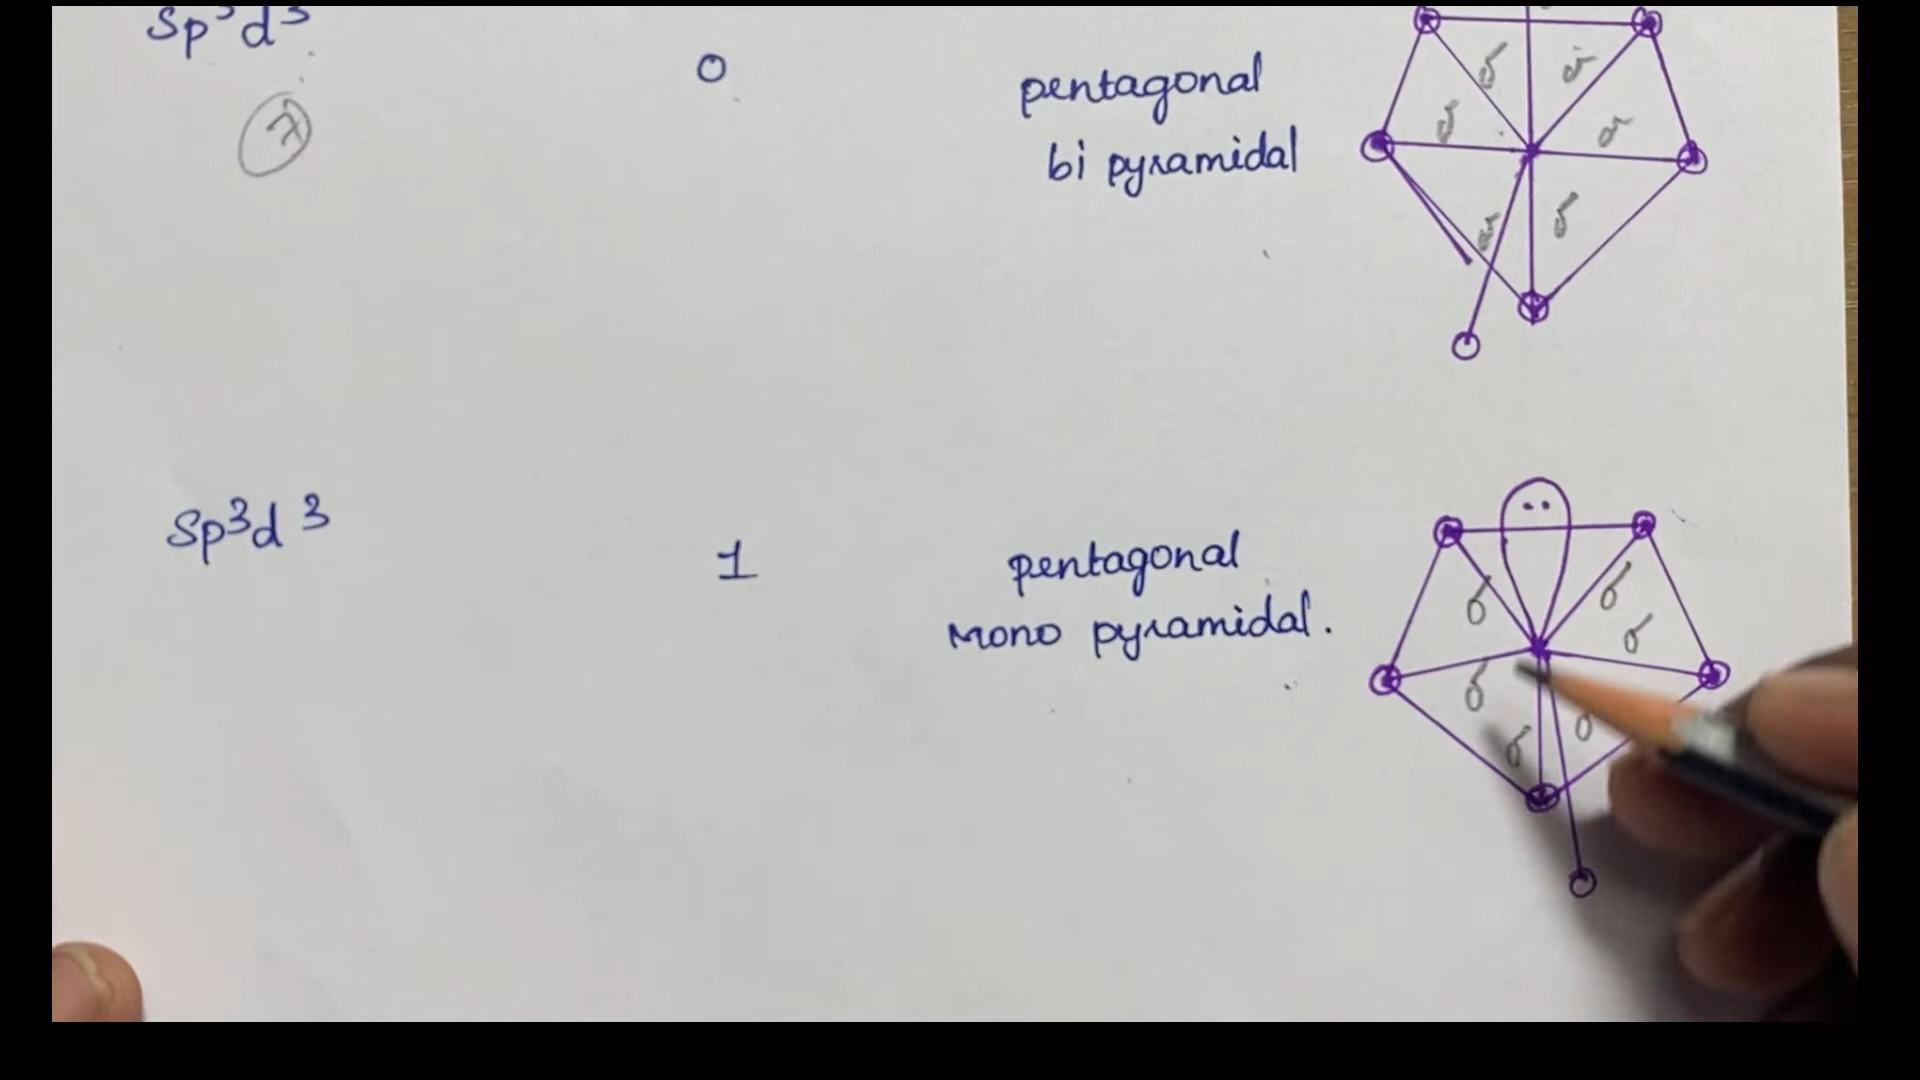 Sp³d³
7
0
pentagonal
bi pyramidal
σ σ
σ σ
σ σ
Sp³d³
1
pentagonal
Mono pyramidal.
σ σ
σ
σ
σ σ